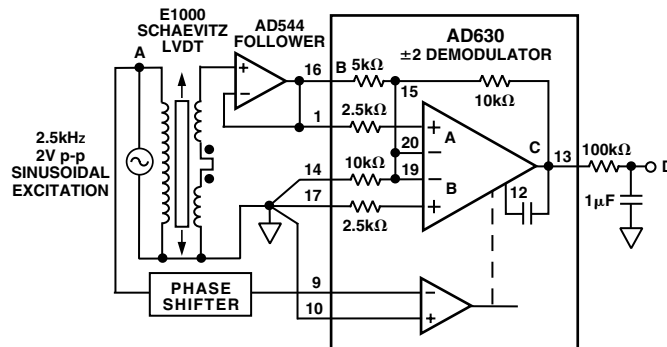 E1000
SCHAEVITZ
LVDT
A
AD544
FOLLOWER
AD630
±2 DEMODULATOR
16
B
5kΩ
15
10kΩ
1
2.5kΩ
A
20
C
13
100kΩ
D
2.5kHz
2V p-p
SINUSOIDAL
EXCITATION
14
10kΩ
19
B
12
1µF
17
2.5kΩ
PHASE
SHIFTER
9
10